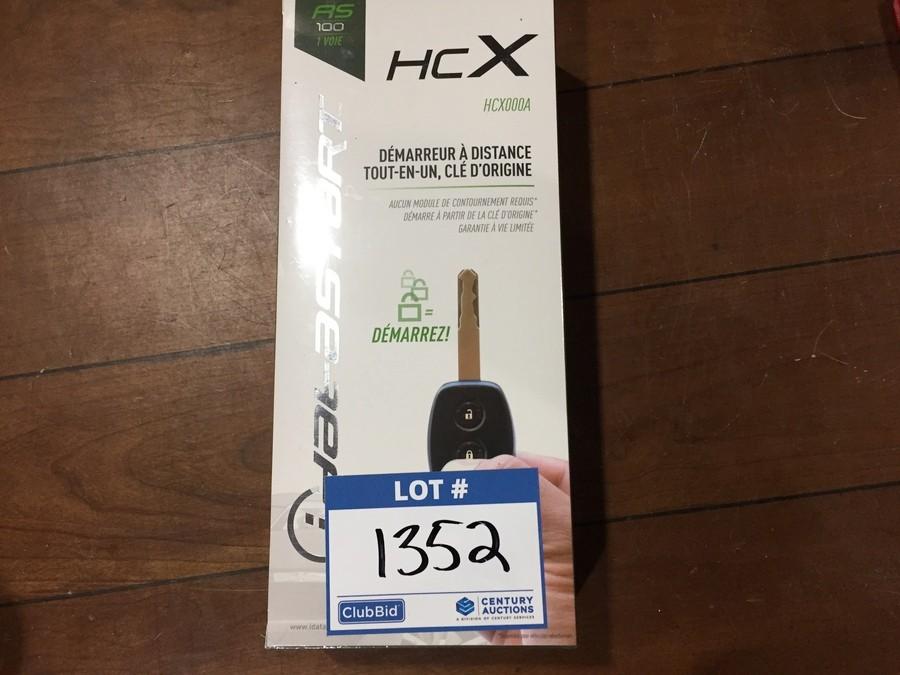 RS
100
1 VOIE
HCX
HCX000A
DÉMARREUR À DISTANCE
TOUT-EN-UN, CLÉ D'ORIGINE
AUCUN MODULE DE CONTOURNEMENT REQUIS*
DÉMARRE À PARTIR DE LA CLÉ D'ORIGINE*
GARANTIE À VIE LIMITÉE
=
DÉMARREZ!
LOT #
1352
ClubBid
CENTURY
AUCTIONS
A DIVISION OF CENTURY SERVICES
www.idata